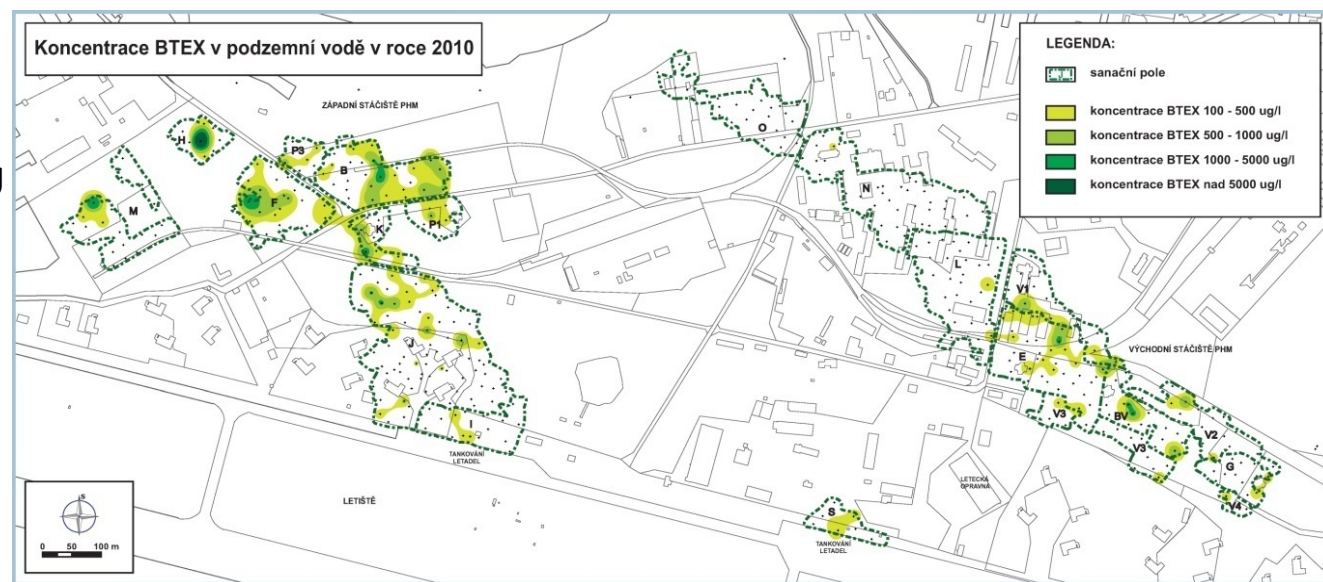 Koncentrace BTEX v podzemní vodě v roce 2010
LEGENDA:
sanační pole
koncentrace BTEX 100 - 500 ug/l
koncentrace BTEX 500 - 1000 ug/l
koncentrace BTEX 1000 - 5000 ug/l
koncentrace BTEX nad 5000 ug/l
ZÁPADNÍ STÁČIŠTĚ PHM
O
H
P3
B
N
M
F
P1
K
L
V1
J
E
VÝCHODNÍ STÁČIŠTĚ PHM
I
V3
BV
V2
V3
G
TANKOVÁNÍ
LETADEL
LETIŠTĚ
LETECKÁ
OPRAVNA
V4
S
TANKOVÁNÍ
LETADEL
S
0 50 100 m